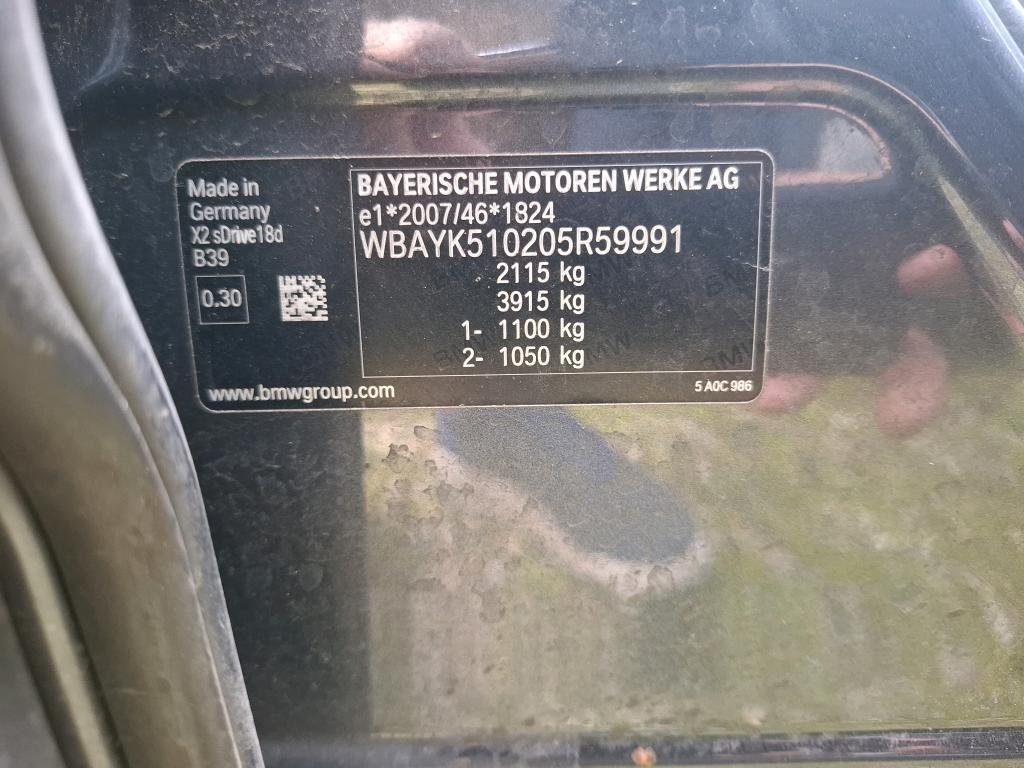 Made in
Germany
X2 sDrive18d
B39
0.30
www.bmwgroup.com
BAYERISCHE MOTOREN WERKE AG
e1*2007/46*1824
WBAYK510205R59991
2115 kg
3915 kg
1- 1100 kg
2- 1050 kg
5 A0C 986
BMW